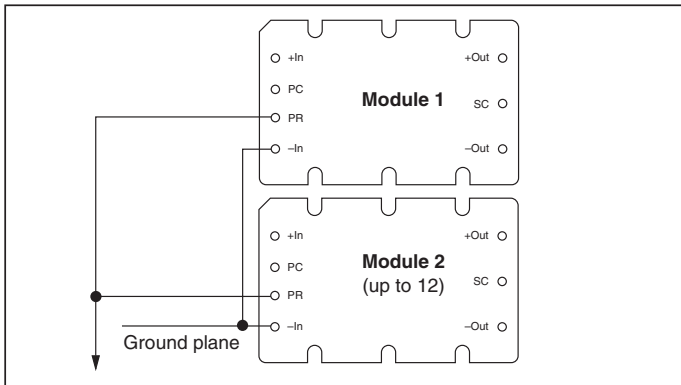 +In
+Out
PC
Module 1
SC
PR
–In
–Out
+In
+Out
PC
Module 2
(up to 12)
SC
PR
–In
–Out
Ground plane